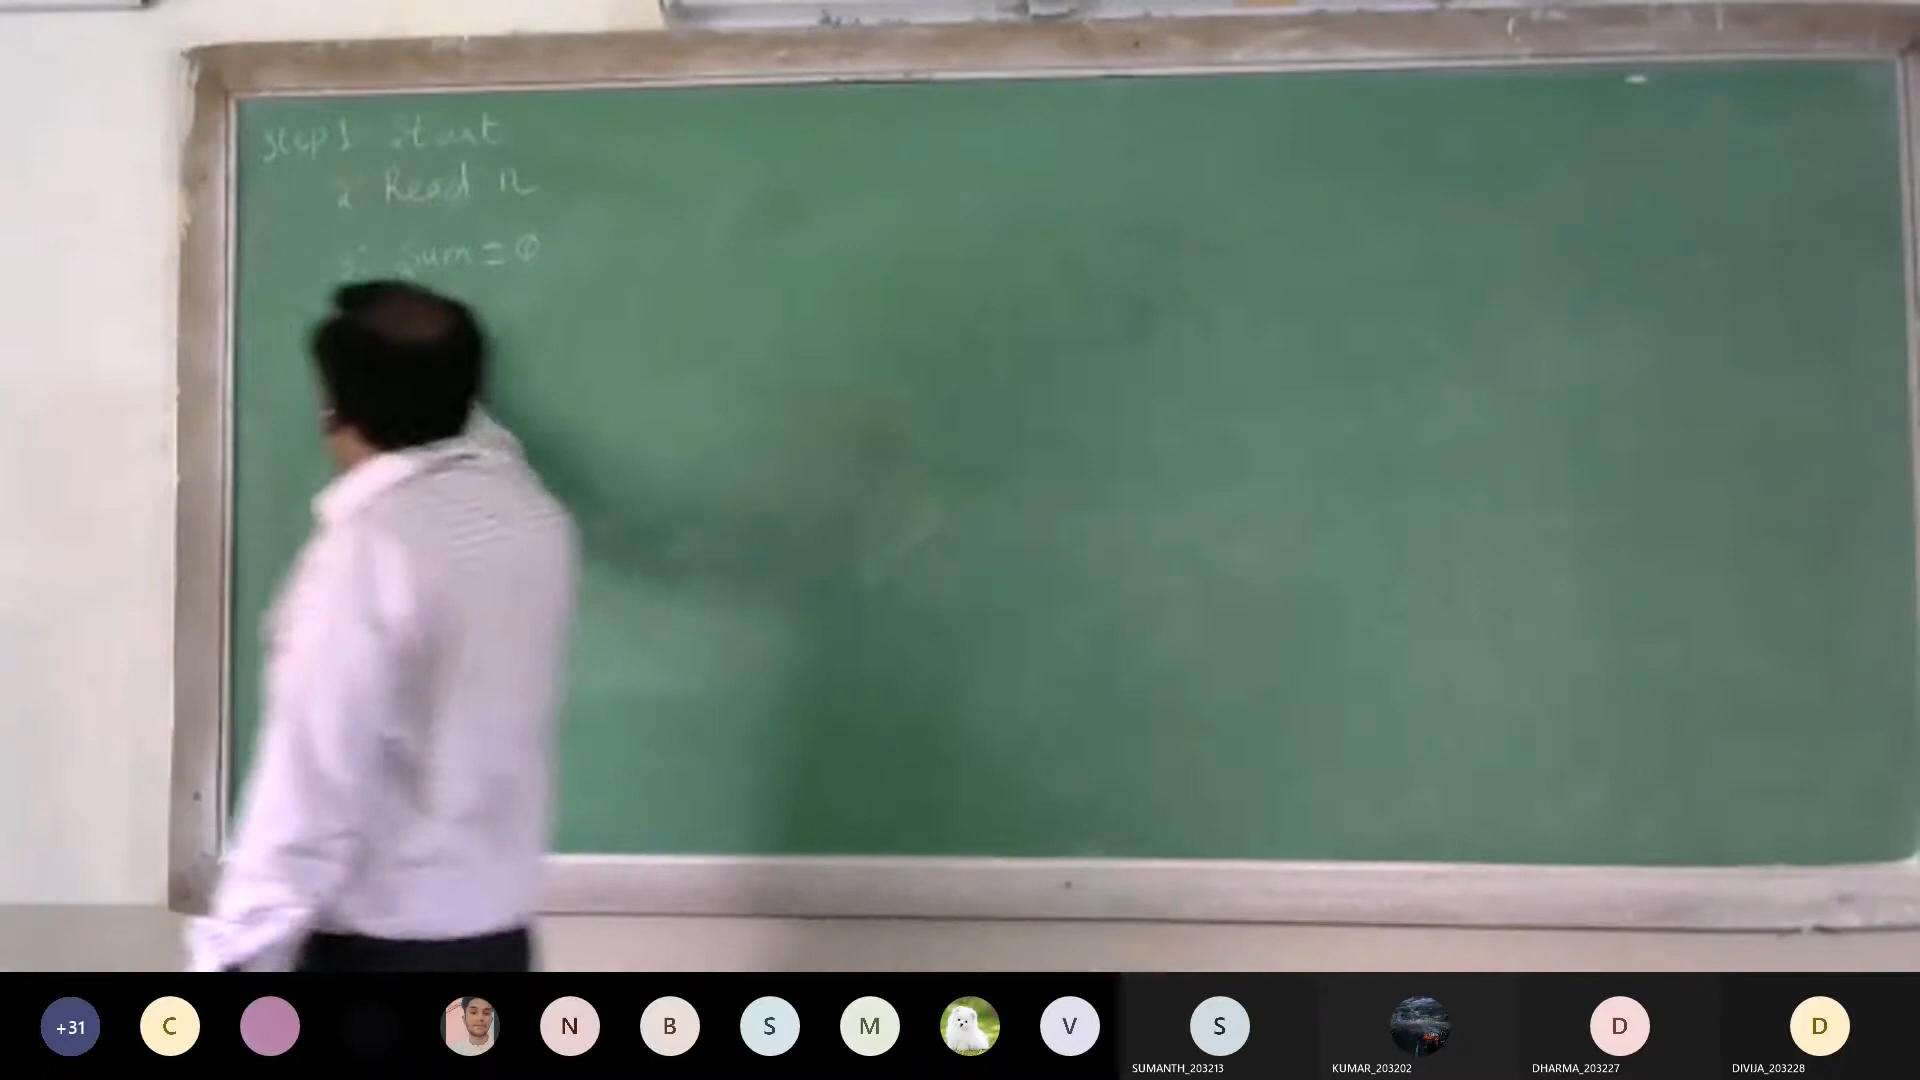 Step 1 Start
2 Read n
3: Sum = 0
+31 C N B S M V S D D
SUMANTH_203213 KUMAR_203202 DHARMA_203227 DIVIJA_203228